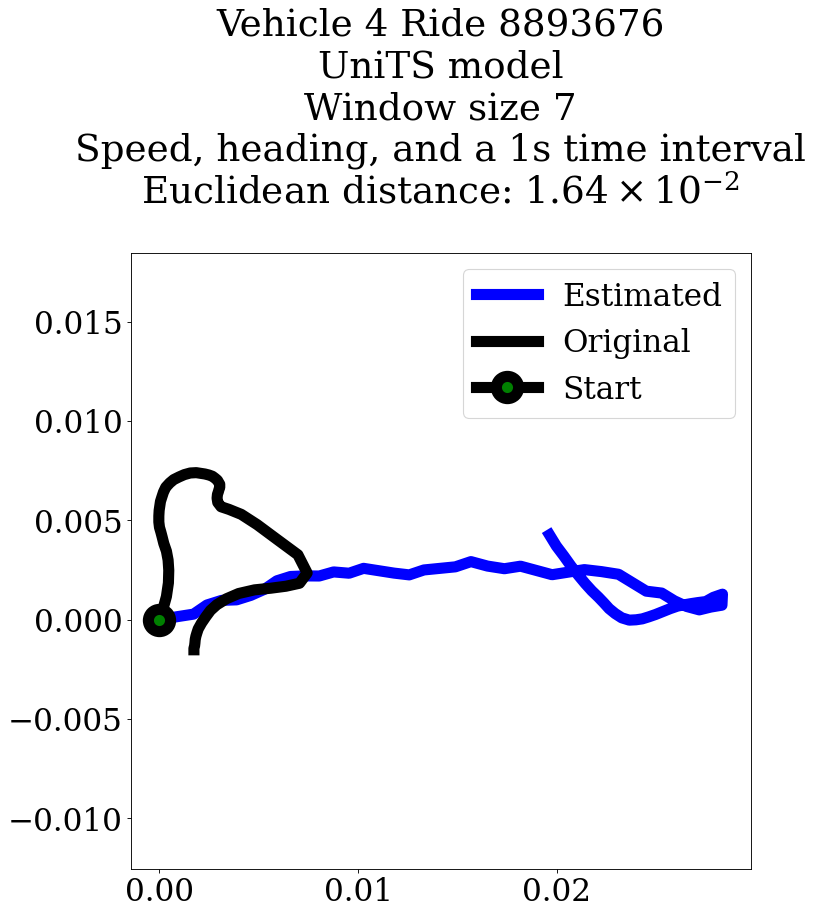 Vehicle 4 Ride 8893676
UniTS model
Window size 7
Speed, heading, and a 1s time interval
Euclidean distance: 1.64 × 10⁻²
Estimated
Original
Start
0.015
0.010
0.005
0.000
−0.005
−0.010
0.00 0.01 0.02